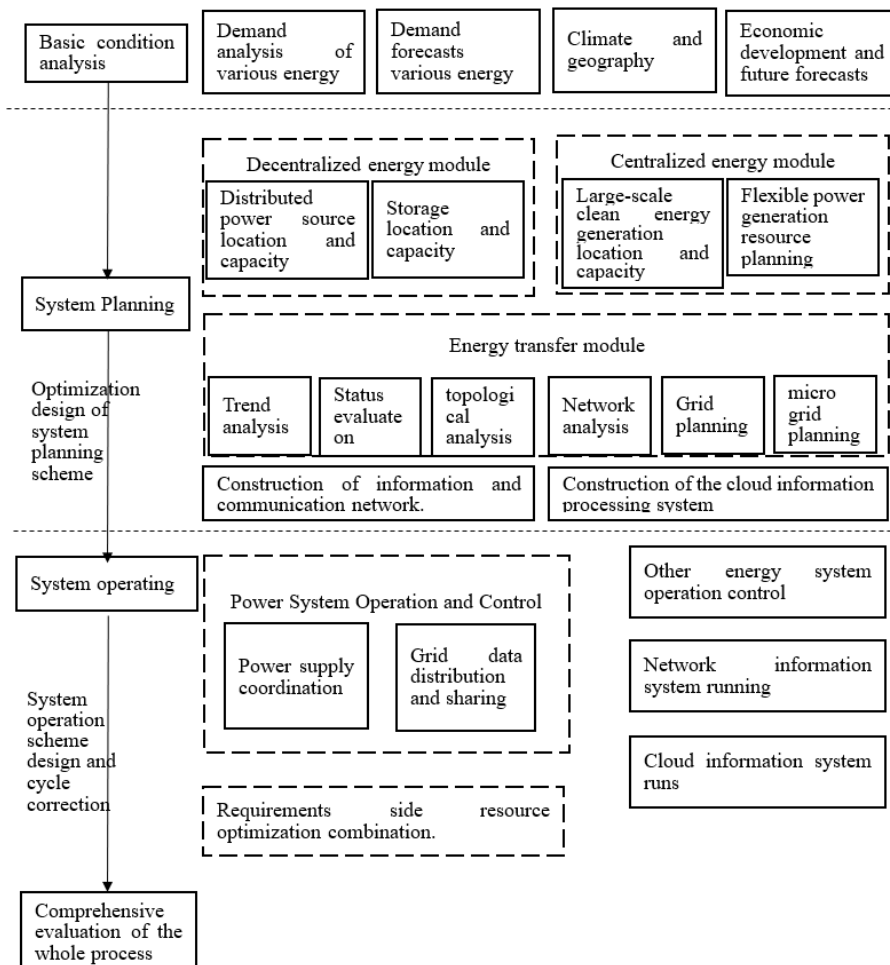 Basic condition
analysis
Demand
analysis of
various energy
Demand
forecasts
various energy
Climate and
geography
Economic
development and
future forecasts
Decentralized energy module
Distributed
power source
location and
capacity
Storage
location and
capacity
Centralized energy module
Large-scale
clean energy
generation
location and
capacity
Flexible power
generation
resource
planning
System Planning
Energy transfer module
Trend
analysis
Status
evaluate
on
topologi
cal
analysis
Network
analysis
Grid
planning
micro
grid
planning
Optimization
design of
system
planning
scheme
Construction of information and
communication network.
Construction of the cloud information
processing system
System operating
Power System Operation and Control
Power supply
coordination
Grid data
distribution
and sharing
Other energy system
operation control
Network information
system running
Cloud information system
runs
System
operation
scheme
design and
cycle
correction
Requirements side resource
optimization combination.
Comprehensive
evaluation of the
whole process